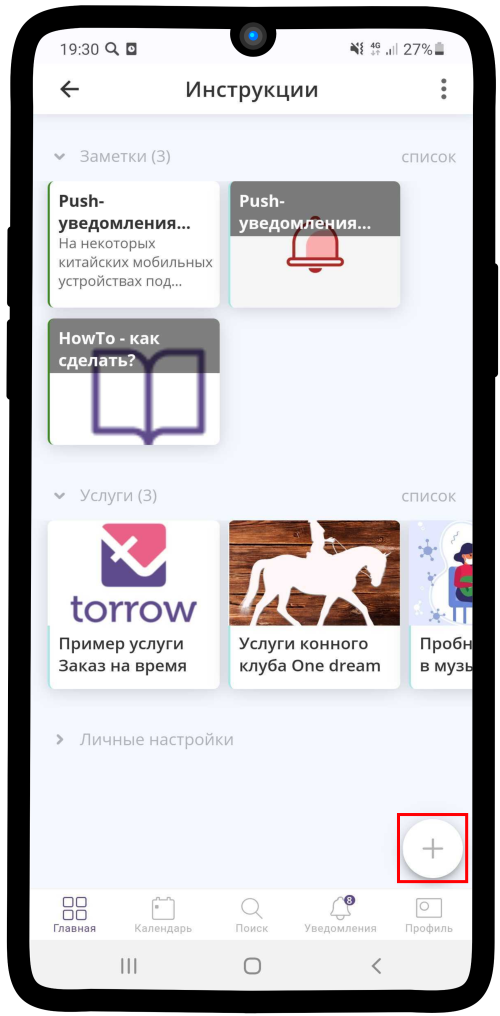 19:30
4G
27%
Инструкции
Заметки (3)
список
Push-
уведомления...
На некоторых
китайских мобильных
устройствах под...
Push-
уведомления...
HowTo - как
сделать?
Услуги (3)
список
torrow
Пример услуги
Заказ на время
Услуги конного
клуба One dream
Пробн
в музы
Личные настройки
8
Главная
Календарь
Поиск
Уведомления
Профиль